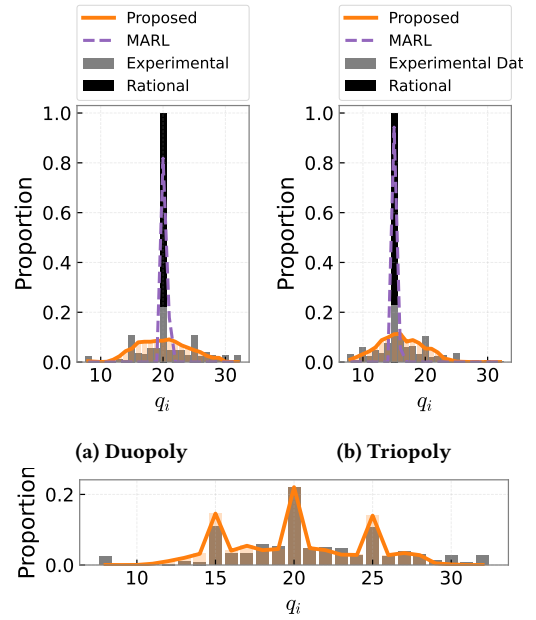 Proposed
MARL
Experimental
Rational
Proposed
MARL
Experimental Dat
Rational
1.0
0.8
0.6
0.4
0.2
0.0
Proportion
10 20 30
q_i
1.0
0.8
0.6
0.4
0.2
0.0
Proportion
10 20 30
q_i
(a) Duopoly
(b) Triopoly
0.2
0.0
Proportion
10 15 20 25 30
q_i